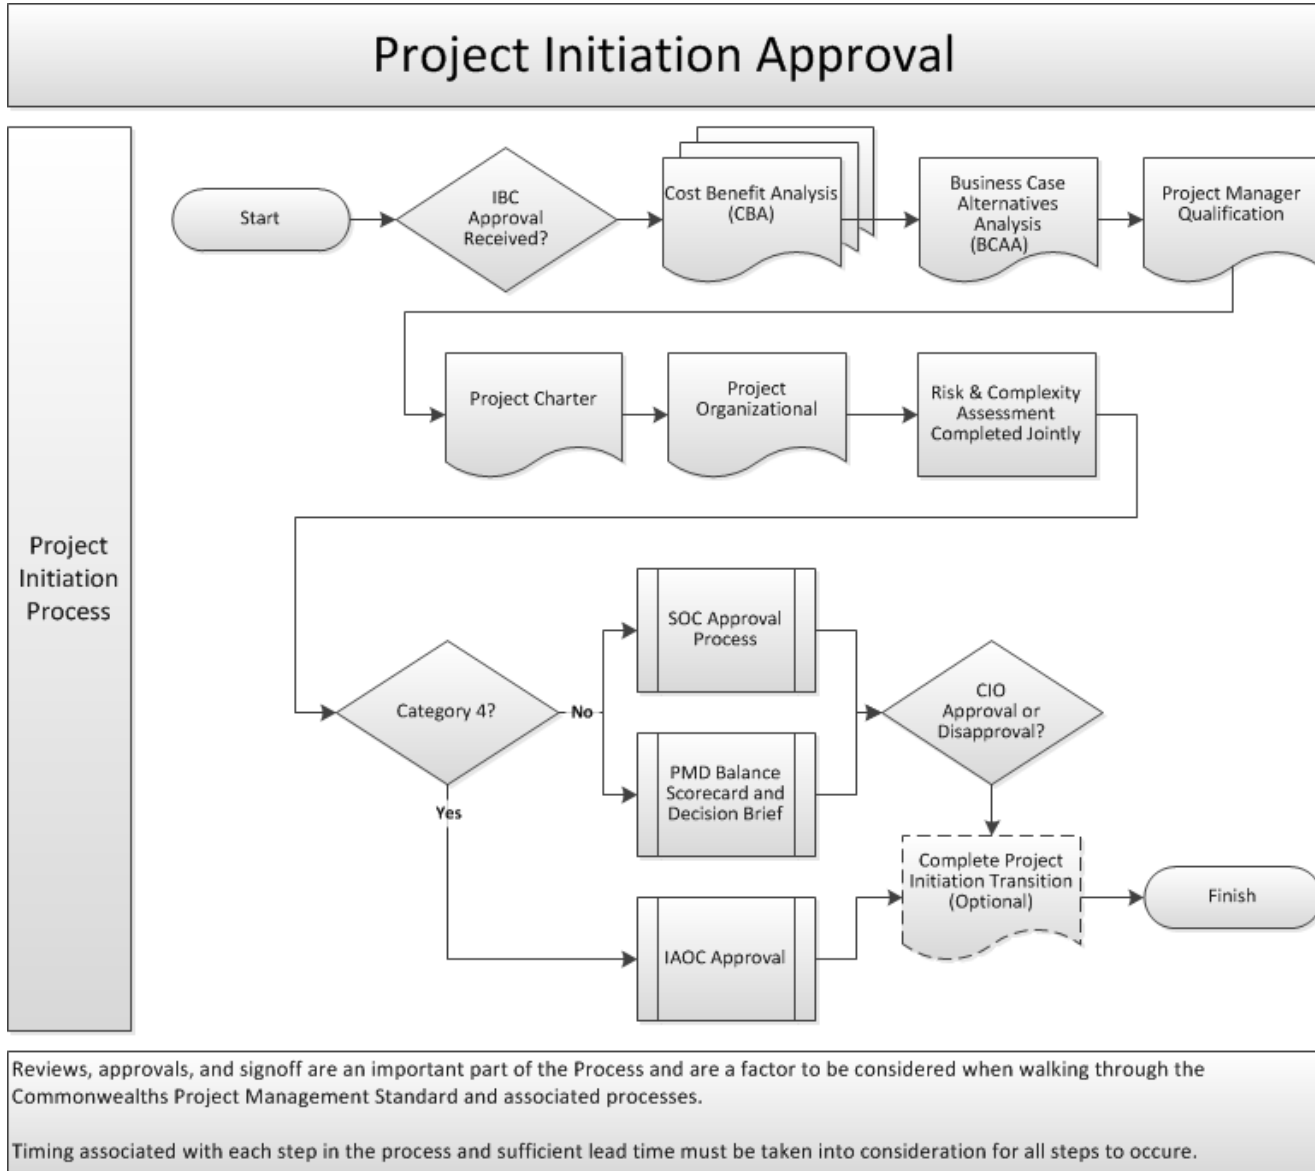 Project Initiation Approval
Project
Initiation
Process
Start
IBC
Approval
Received?
Cost Benefit Analysis
(CBA)
Business Case
Alternatives
Analysis
(BCAA)
Project Manager
Qualification
Project Charter
Project
Organizational
Risk & Complexity
Assessment
Completed Jointly
Category 4?
No
Yes
SOC Approval
Process
PMD Balance
Scorecard and
Decision Brief
IAOC Approval
CIO
Approval or
Disapproval?
Complete Project
Initiation Transition
(Optional)
Finish
Reviews, approvals, and signoff are an important part of the Process and are a factor to be considered when walking through the
Commonwealths Project Management Standard and associated processes.
Timing associated with each step in the process and sufficient lead time must be taken into consideration for all steps to occure.